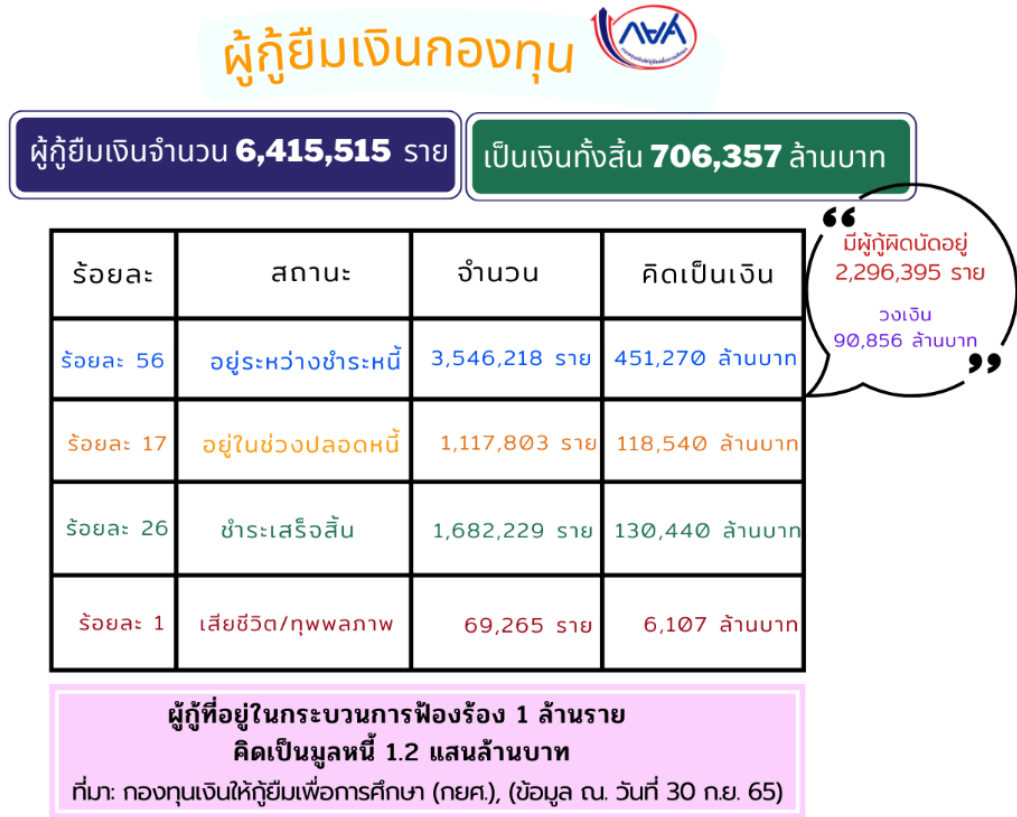 ผู้กู้ยืมเงินกองทุน กยศ
ผู้กู้ยืมเงินจำนวน 6,415,515 ราย
เป็นเงินทั้งสิ้น 706,357 ล้านบาท
“
มีผู้กู้ผิดนัดอยู่
2,296,395 ราย
วงเงิน
90,856 ล้านบาท
”
ร้อยละ สถานะ จำนวน คิดเป็นเงิน
ร้อยละ 56 อยู่ระหว่างชำระหนี้ 3,546,218 ราย 451,270 ล้านบาท
ร้อยละ 17 อยู่ในช่วงปลอดหนี้ 1,117,803 ราย 118,540 ล้านบาท
ร้อยละ 26 ชำระเสร็จสิ้น 1,682,229 ราย 130,440 ล้านบาท
ร้อยละ 1 เสียชีวิต/ทุพพลภาพ 69,265 ราย 6,107 ล้านบาท
ผู้กู้ที่อยู่ในกระบวนการฟ้องร้อง 1 ล้านราย
คิดเป็นมูลหนี้ 1.2 แสนล้านบาท
ที่มา: กองทุนเงินให้กู้ยืมเพื่อการศึกษา (กยศ.), (ข้อมูล ณ. วันที่ 30 ก.ย. 65)